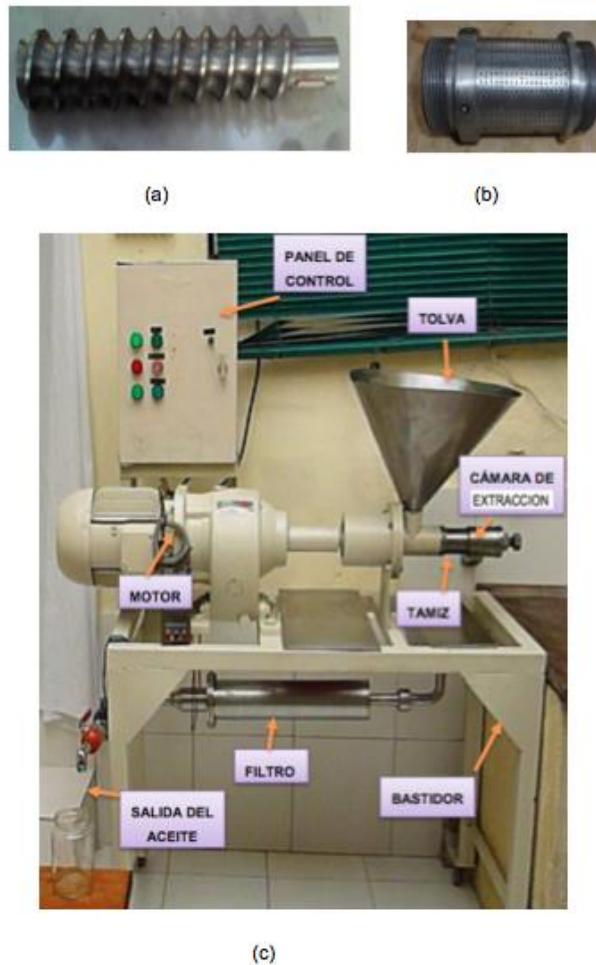 (a)
(b)
PANEL DE
CONTROL
TOLVA
CÁMARA DE
EXTRACCION
MOTOR
TAMIZ
FILTRO
BASTIDOR
SALIDA DEL
ACEITE
(c)